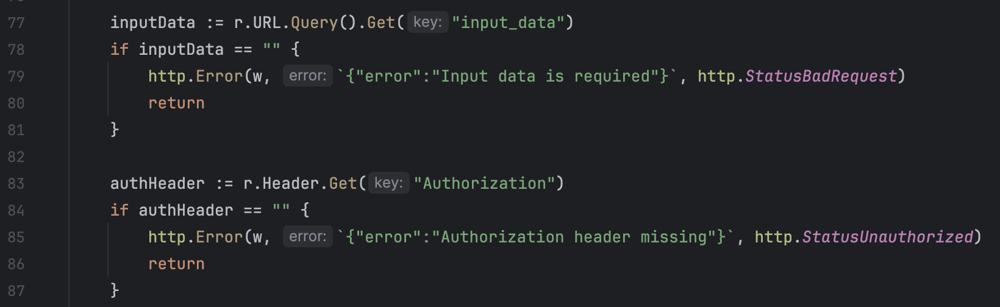 77 inputData := r.URL.Query().Get( key: "input_data")
78 if inputData == "" {
79 http.Error(w, error: `{"error":"Input data is required"}`, http.StatusBadRequest)
80 return
81 }
82
83 authHeader := r.Header.Get( key: "Authorization")
84 if authHeader == "" {
85 http.Error(w, error: `{"error":"Authorization header missing"}`, http.StatusUnauthorized)
86 return
87 }